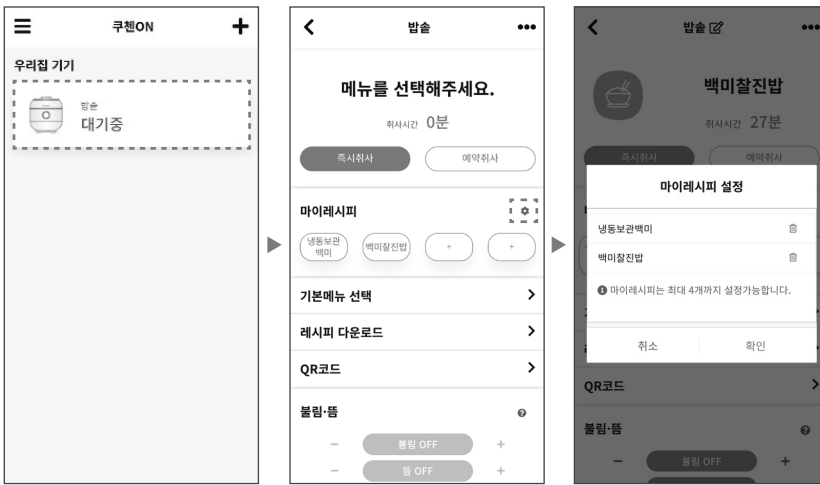 쿠첸ON
우리집 기기
밥솥
대기중
밥솥
메뉴를 선택해주세요.
취사시간 0분
즉시취사 예약취사
마이레시피
냉동보관
백미
백미찰진밥
+
+
기본메뉴 선택
레시피 다운로드
QR코드
불림·뜸
- 불림 OFF +
- 뜸 OFF +
밥솥
백미찰진밥
취사시간 27분
즉시취사 예약취사
마이레시피 설정
냉동보관백미
백미찰진밥
마이레시피는 최대 4개까지 설정가능합니다.
취소 확인
QR코드
불림·뜸
- 불림 OFF +